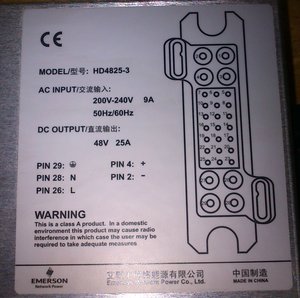 CE
MODEL/型号: HD4825-3
AC INPUT/交流输入:
200V-240V 9A
50Hz/60Hz
DC OUTPUT/直流输出:
48V 25A
PIN 29: PIN 4: +
PIN 28: N PIN 2: -
PIN 26: L
WARNING
This is a class A product. In a domestic
environment this product may cause radio
interference in which case the user may be
required to take adequate measures
EMERSON
Network Power
Network Power Co., Ltd.
中国制造
MADE IN CHINA